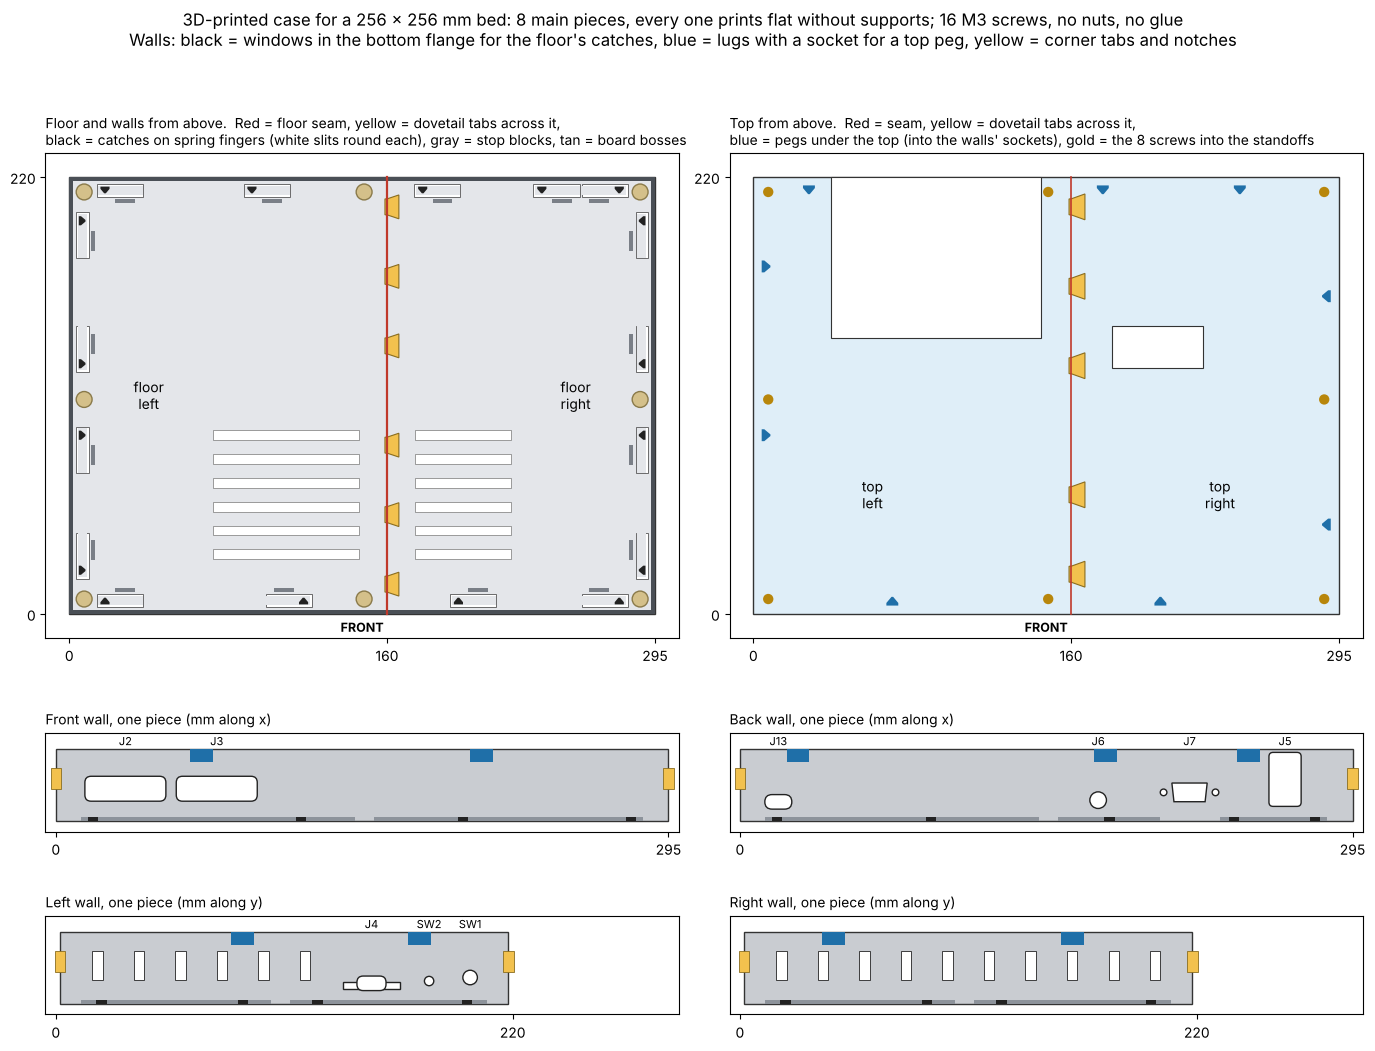 3D-printed case for a 256 × 256 mm bed: 8 main pieces, every one prints flat without supports; 16 M3 screws, no nuts, no glue
Walls: black = windows in the bottom flange for the floor's catches, blue = lugs with a socket for a top peg, yellow = corner tabs and notches
Floor and walls from above.  Red = floor seam, yellow = dovetail tabs across it,
black = catches on spring fingers (white slits round each), gray = stop blocks, tan = board bosses
220
floor
left
floor
right
0
FRONT
0
160
295
Top from above.  Red = seam, yellow = dovetail tabs across it,
blue = pegs under the top (into the walls' sockets), gold = the 8 screws into the standoffs
220
top
left
top
right
0
FRONT
0
160
295
Front wall, one piece (mm along x)
J2
J3
0
295
Back wall, one piece (mm along x)
J13
J6
J7
J5
0
295
Left wall, one piece (mm along y)
J4
SW2
SW1
0
220
Right wall, one piece (mm along y)
0
220